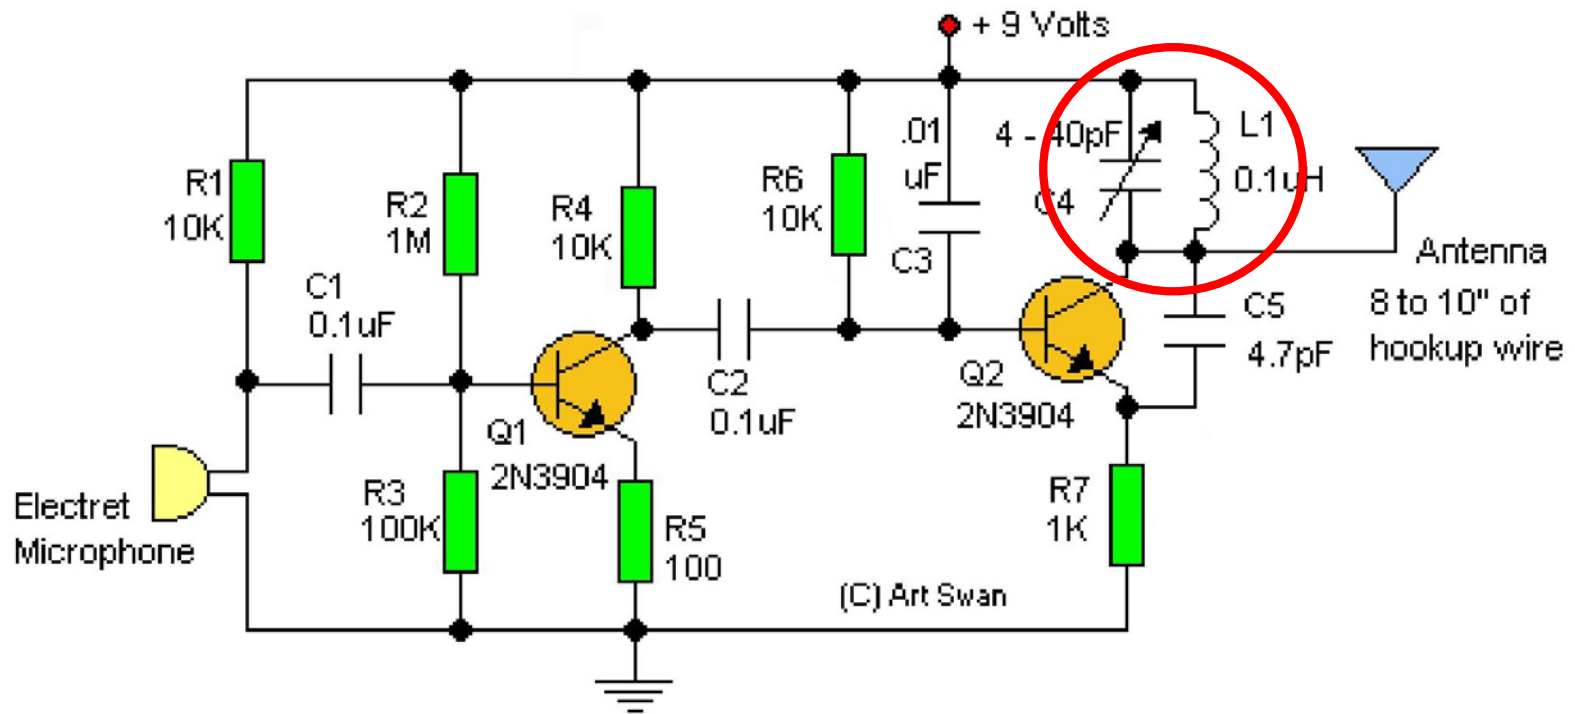 + 9 Volts
R1
10K
R2
1M
R4
10K
R6
10K
.01
uF
C3
4 - 40pF
C4
L1
0.1uH
Antenna
8 to 10" of
hookup wire
C1
0.1uF
C2
0.1uF
C5
4.7pF
Q1
2N3904
Q2
2N3904
Electret
Microphone
R3
100K
R5
100
R7
1K
(C) Art Swan